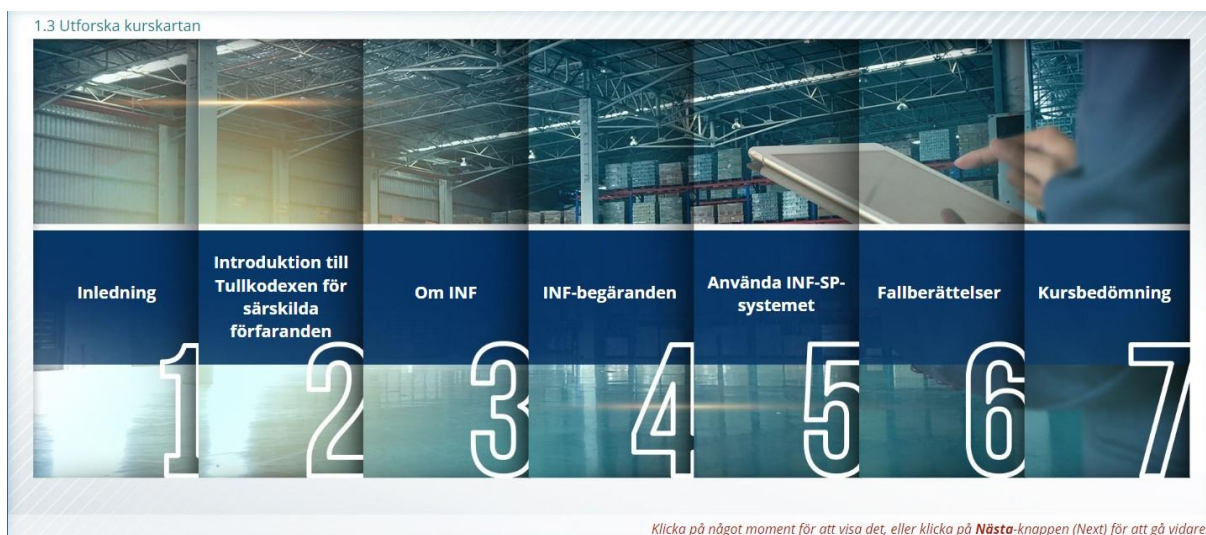 1.3 Utforska kurskartan
Inledning
1
Introduktion till
Tullkodexen för
särskilda
förfaranden
2
Om INF
3
INF-begäranden
4
Använda INF-SP-
systemet
5
Fallberättelser
6
Kursbedömning
7
Klicka på något moment för att visa det, eller klicka på Nästa-knappen (Next) för att gå vidare.